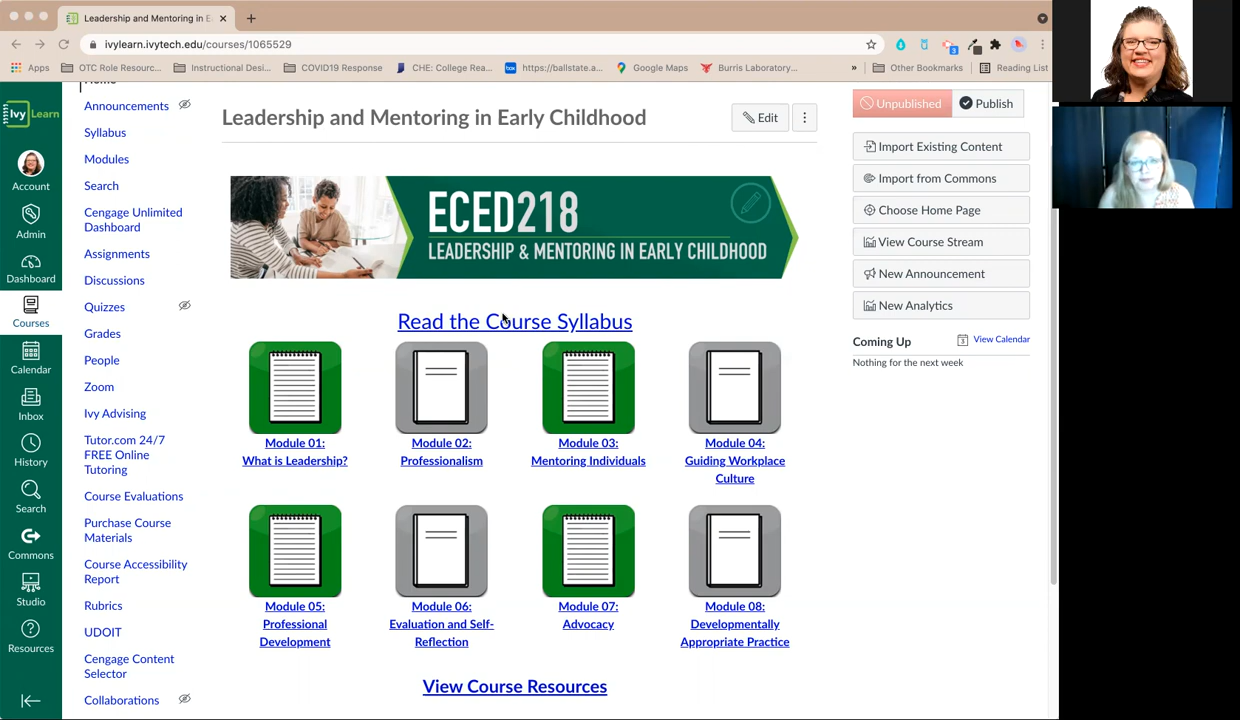 Leadership and Mentoring in E
ivylearn.ivytech.edu/courses/1065529
3
Apps
OTC Role Resourc...
Instructional Desi...
COVID19 Response
CHE: College Rea...
box
https://ballstate.a...
Google Maps
Burris Laboratory...
»
Other Bookmarks
Reading List
Home
Ivy Learn
Account
Admin
Dashboard
Courses
Calendar
Inbox
History
Search
Commons
Studio
Resources
Announcements
Syllabus
Modules
Search
Cengage Unlimited
Dashboard
Assignments
Discussions
Quizzes
Grades
People
Zoom
Ivy Advising
Tutor.com 24/7
FREE Online
Tutoring
Course Evaluations
Purchase Course
Materials
Course Accessibility
Report
Rubrics
UDOIT
Cengage Content
Selector
Collaborations
Leadership and Mentoring in Early Childhood
Edit
ECED218
LEADERSHIP & MENTORING IN EARLY CHILDHOOD
Read the Course Syllabus
Module 01:
What is Leadership?
Module 02:
Professionalism
Module 03:
Mentoring Individuals
Module 04:
Guiding Workplace
Culture
Module 05:
Professional
Development
Module 06:
Evaluation and Self-
Reflection
Module 07:
Advocacy
Module 08:
Developmentally
Appropriate Practice
View Course Resources
Unpublished
Publish
Import Existing Content
Import from Commons
Choose Home Page
View Course Stream
New Announcement
New Analytics
Coming Up
View Calendar
Nothing for the next week